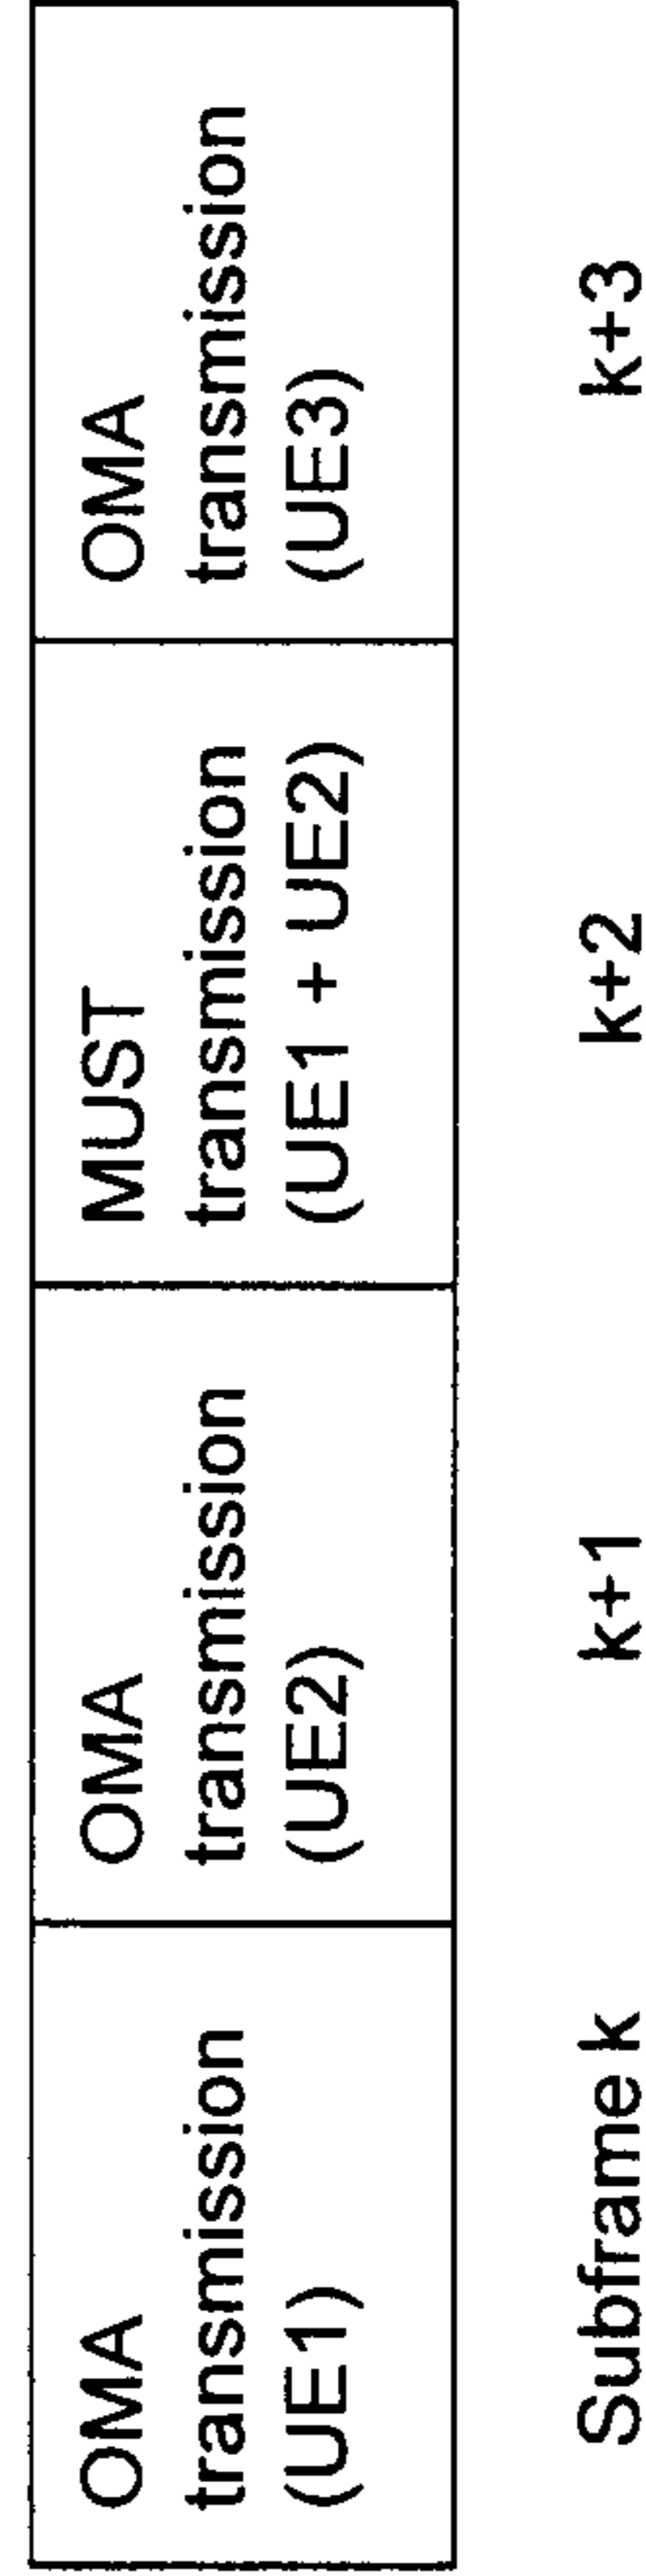 OMA
transmission
(UE1)
OMA
transmission
(UE2)
MUST
transmission
(UE1 + UE2)
OMA
transmission
(UE3)
Subframe k
k+1
k+2
k+3